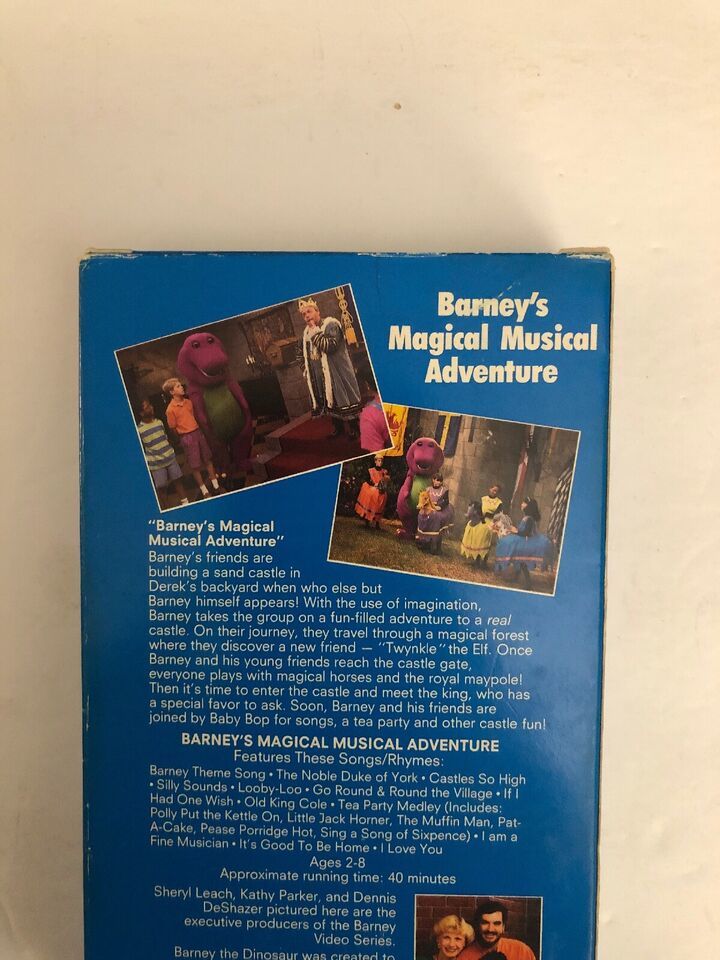 Barney's
Magical Musical
Adventure
"Barney's Magical
Musical Adventure"
Barney's friends are
building a sand castle in
Derek's backyard when who else but
Barney himself appears! With the use of imagination,
Barney takes the group on a fun-filled adventure to a real
castle. On their journey, they travel through a magical forest
where they discover a new friend — "Twynkle" the Elf. Once
Barney and his young friends reach the castle gate,
everyone plays with magical horses and the royal maypole!
Then it's time to enter the castle and meet the king, who has
a special favor to ask. Soon, Barney and his friends are
joined by Baby Bop for songs, a tea party and other castle fun!
BARNEY'S MAGICAL MUSICAL ADVENTURE
Features These Songs/Rhymes:
Barney Theme Song • The Noble Duke of York • Castles So High
• Silly Sounds • Looby-Loo • Go Round & Round the Village • If I
Had One Wish • Old King Cole • Tea Party Medley (Includes:
Polly Put the Kettle On, Little Jack Horner, The Muffin Man, Pat-
A-Cake, Pease Porridge Hot, Sing a Song of Sixpence) • I am a
Fine Musician • It's Good To Be Home • I Love You
Ages 2-8
Approximate running time: 40 minutes
Sheryl Leach, Kathy Parker, and Dennis
DeShazer pictured here are the
executive producers of the Barney
Video Series.
Barney the Dinosaur was created to